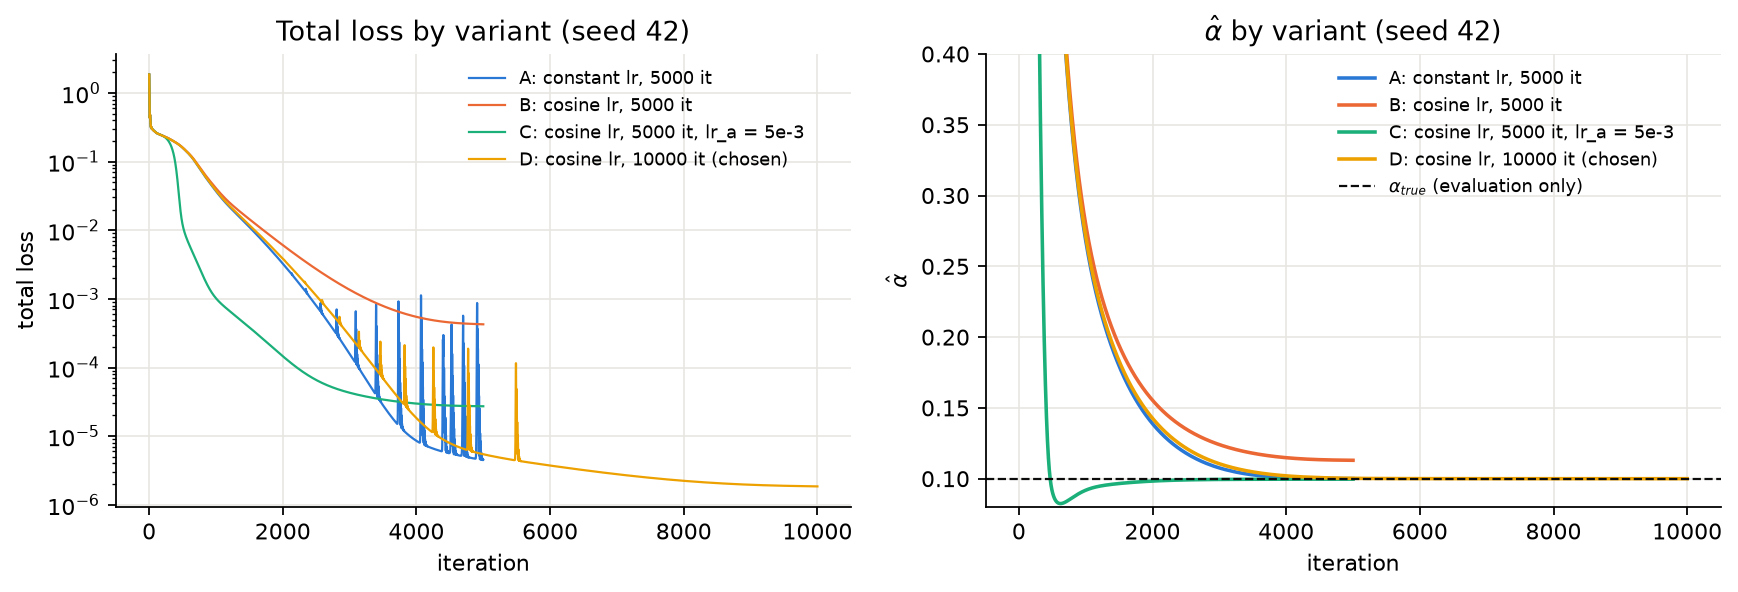 Total loss by variant (seed 42)
A: constant lr, 5000 it
B: cosine lr, 5000 it
C: cosine lr, 5000 it, lr_a = 5e-3
D: cosine lr, 10000 it (chosen)
total loss
10⁰
10⁻¹
10⁻²
10⁻³
10⁻⁴
10⁻⁵
10⁻⁶
0 2000 4000 6000 8000 10000
iteration
α̂ by variant (seed 42)
A: constant lr, 5000 it
B: cosine lr, 5000 it
C: cosine lr, 5000 it, lr_a = 5e-3
D: cosine lr, 10000 it (chosen)
α_true (evaluation only)
α̂
0.40
0.35
0.30
0.25
0.20
0.15
0.10
0 2000 4000 6000 8000 10000
iteration